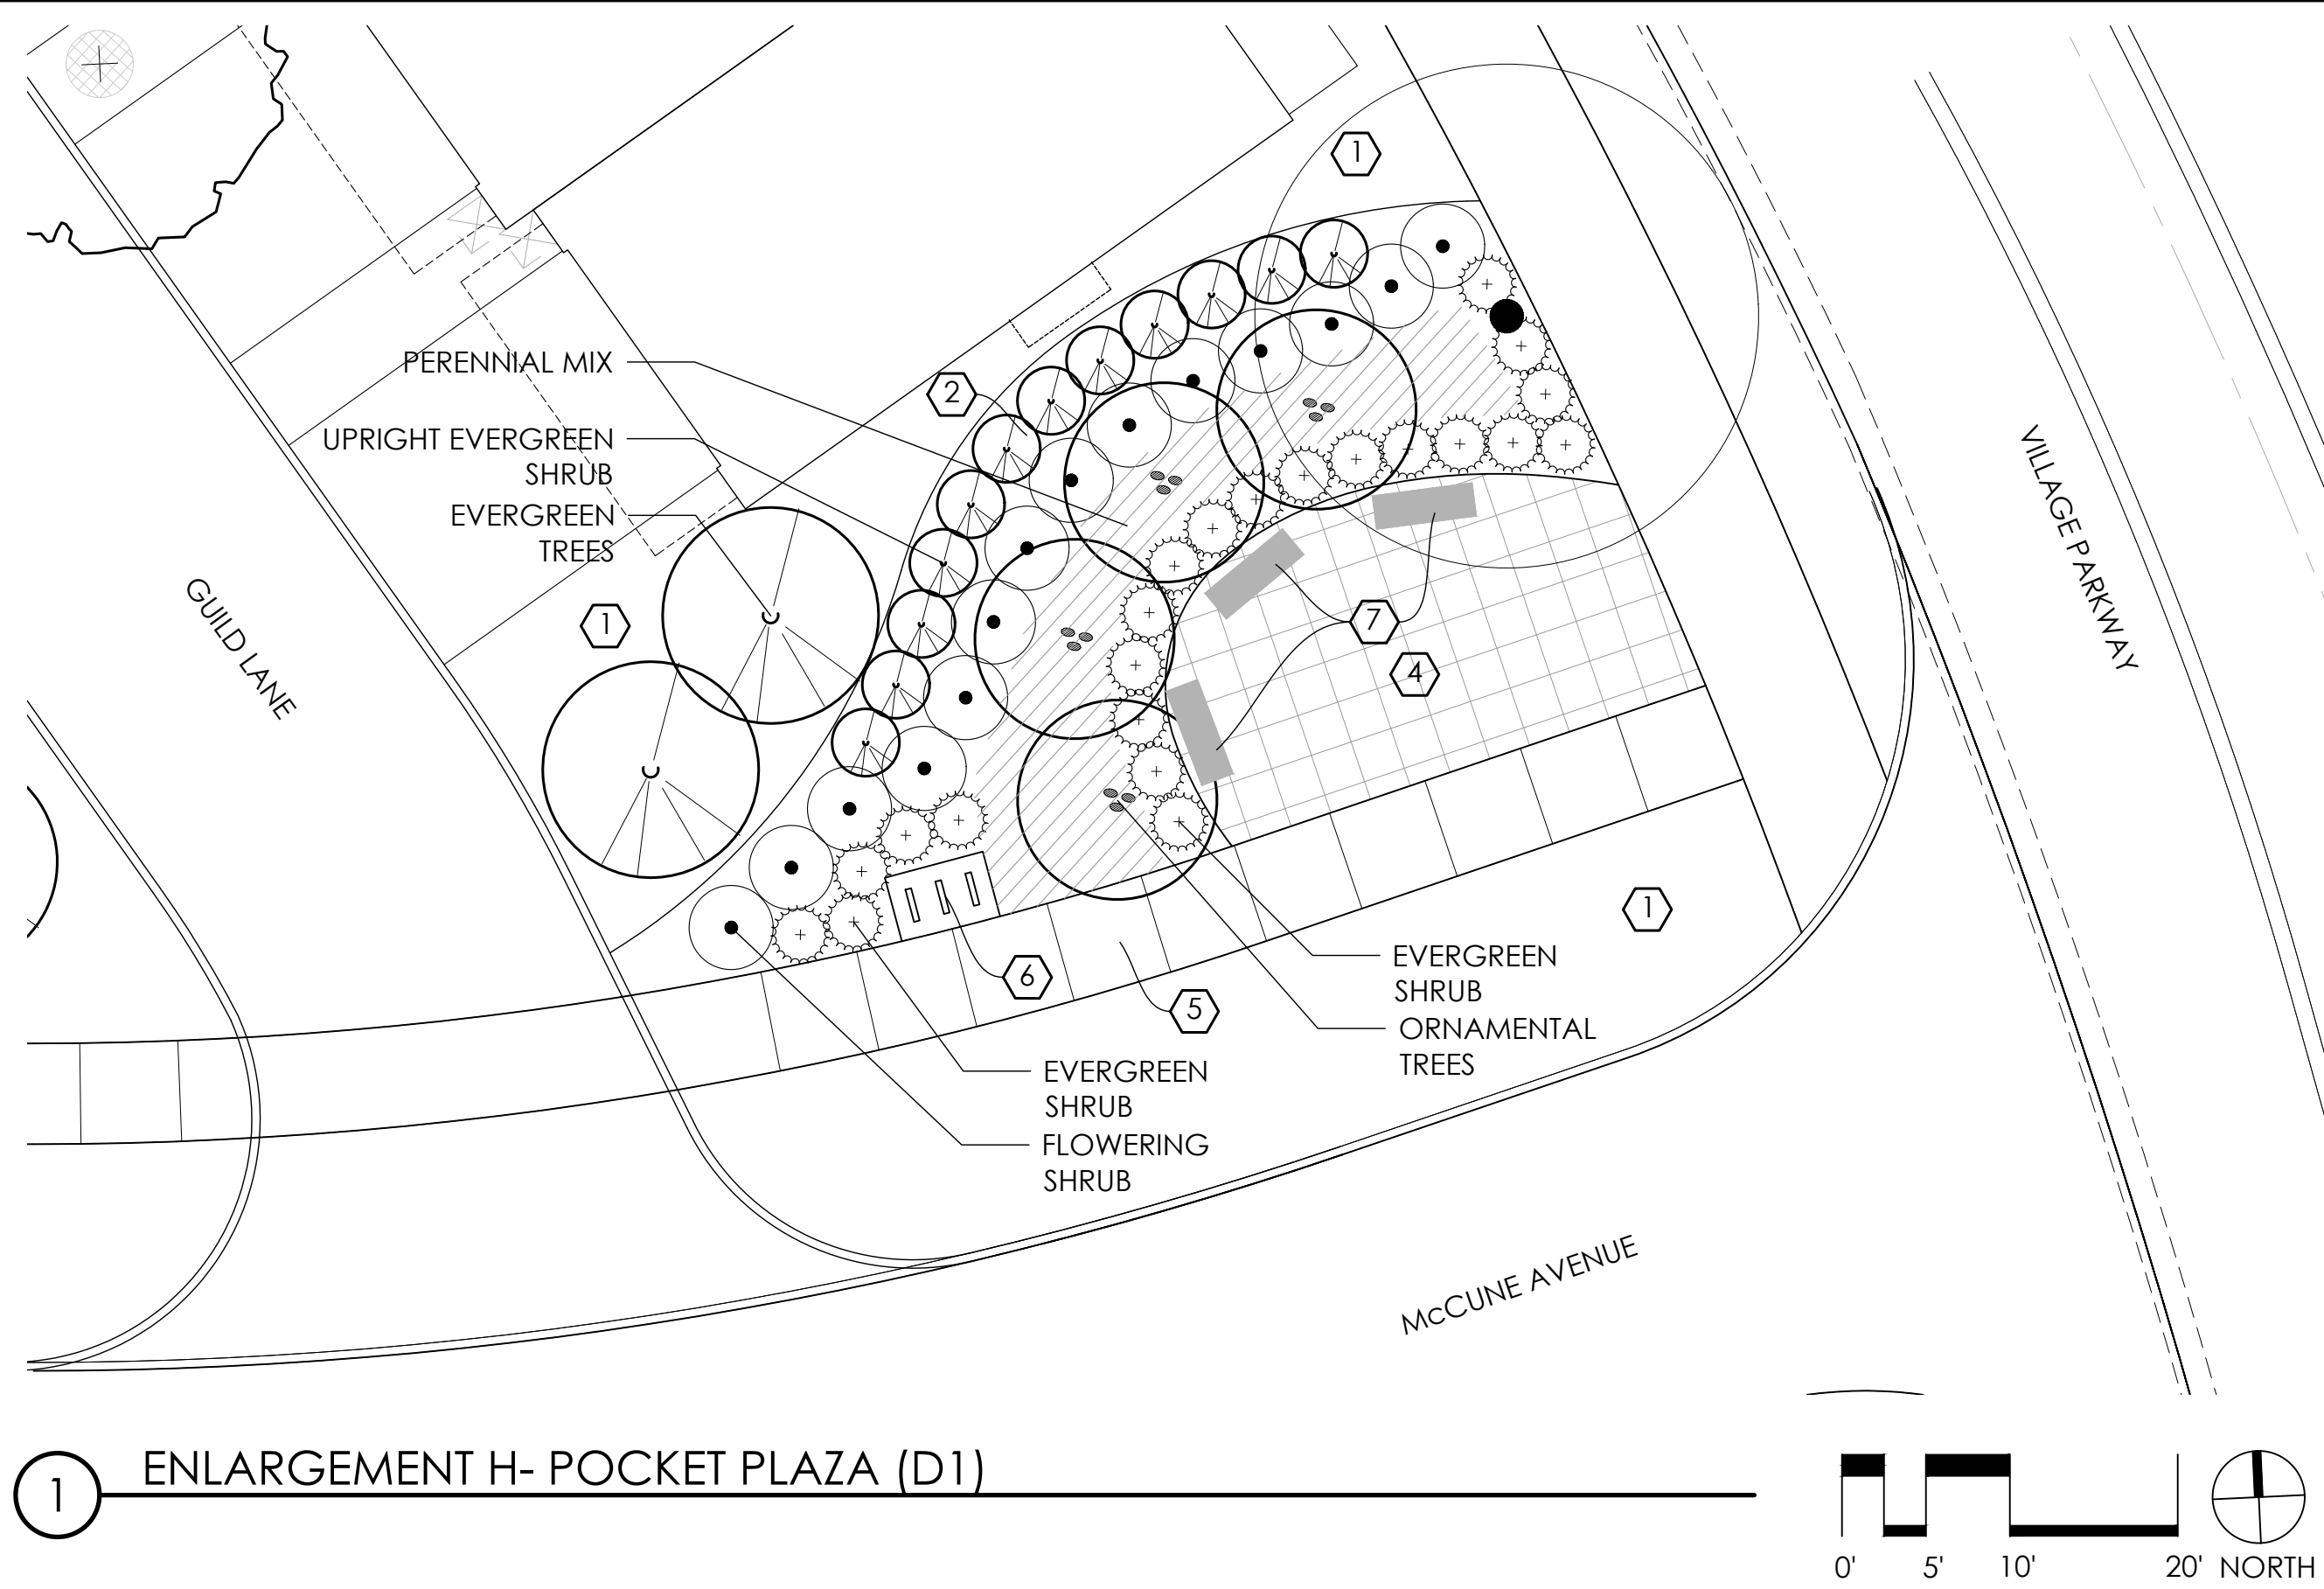 1
PERENNIAL MIX
2
UPRIGHT EVERGREEN
SHRUB
EVERGREEN
TREES
1
GUILD LANE
VILLAGE PARKWAY
7
4
1
6
5
EVERGREEN
SHRUB
ORNAMENTAL
TREES
EVERGREEN
SHRUB
FLOWERING
SHRUB
McCUNE AVENUE
1
ENLARGEMENT H- POCKET PLAZA (D1)
0' 5' 10' 20' NORTH